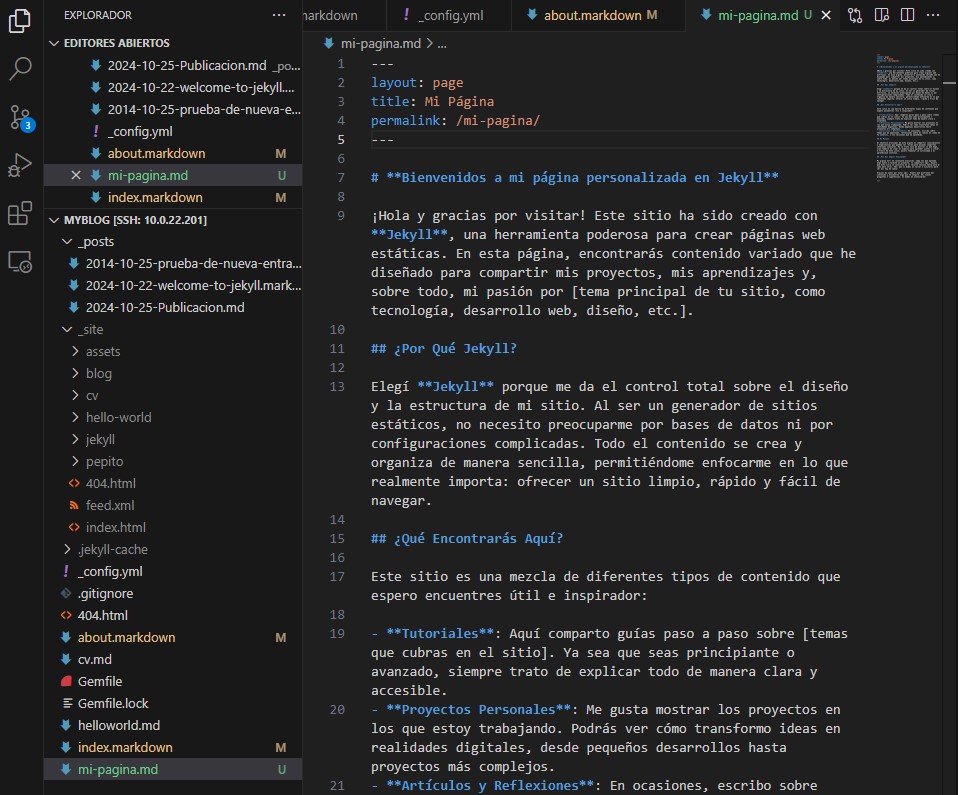 EXPLORADOR
EDITORES ABIERTOS
2024-10-25-Publicacion.md _po...
2024-10-22-welcome-to-jekyll....
2014-10-25-prueba-de-nueva-e...
! _config.yml
about.markdown M
mi-pagina.md U
index.markdown M
MYBLOG [SSH: 10.0.22.201]
_posts
2014-10-25-prueba-de-nueva-entra...
2024-10-22-welcome-to-jekyll.mark...
2024-10-25-Publicacion.md
_site
assets
blog
cv
hello-world
jekyll
pepito
404.html
feed.xml
index.html
.jekyll-cache
! _config.yml
.gitignore
404.html
about.markdown M
cv.md
Gemfile
Gemfile.lock
helloworld.md
index.markdown M
mi-pagina.md U
3
narkdown
! _config.yml
about.markdown M
mi-pagina.md U
mi-pagina.md > ...
1 ---
2 layout: page
3 title: Mi Página
4 permalink: /mi-pagina/
5 ---
6
7 # **Bienvenidos a mi página personalizada en Jekyll**
8
9 ¡Hola y gracias por visitar! Este sitio ha sido creado con
**Jekyll**, una herramienta poderosa para crear páginas web
estáticas. En esta página, encontrarás contenido variado que he
diseñado para compartir mis proyectos, mis aprendizajes y,
sobre todo, mi pasión por [tema principal de tu sitio, como
tecnología, desarrollo web, diseño, etc.].
10
11 ## ¿Por Qué Jekyll?
12
13 Elegí **Jekyll** porque me da el control total sobre el diseño
y la estructura de mi sitio. Al ser un generador de sitios
estáticos, no necesito preocuparme por bases de datos ni por
configuraciones complicadas. Todo el contenido se crea y
organiza de manera sencilla, permitiéndome enfocarme en lo que
realmente importa: ofrecer un sitio limpio, rápido y fácil de
navegar.
14
15 ## ¿Qué Encontrarás Aquí?
16
17 Este sitio es una mezcla de diferentes tipos de contenido que
espero encuentres útil e inspirador:
18
19 - **Tutoriales**: Aquí comparto guías paso a paso sobre [temas
que cubras en el sitio]. Ya sea que seas principiante o
avanzado, siempre trato de explicar todo de manera clara y
accesible.
20 - **Proyectos Personales**: Me gusta mostrar los proyectos en
los que estoy trabajando. Podrás ver cómo transformo ideas en
realidades digitales, desde pequeños desarrollos hasta
proyectos más complejos.
21 - **Artículos y Reflexiones**: En ocasiones, escribo sobre